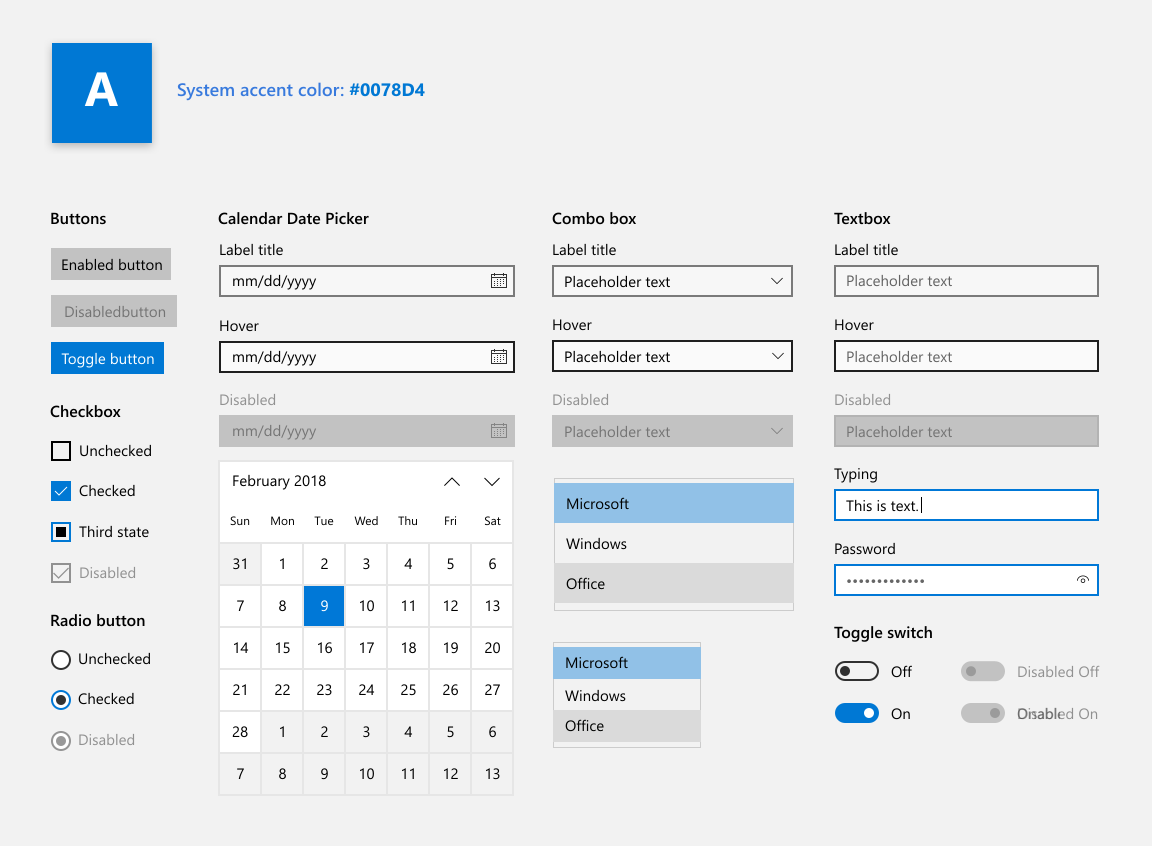 A
System accent color: #0078D4
Buttons
Enabled button
Disabledbutton
Toggle button
Checkbox
Unchecked
Checked
Third state
Disabled
Radio button
Unchecked
Checked
Disabled
Calendar Date Picker
Label title
mm/dd/yyyy
Hover
mm/dd/yyyy
Disabled
mm/dd/yyyy
February 2018
Sun Mon Tue Wed Thu Fri Sat
31 1 2 3 4 5 6
7 8 9 10 11 12 13
14 15 16 17 18 19 20
21 22 23 24 25 26 27
28 1 2 3 4 5 6
7 8 9 10 11 12 13
Combo box
Label title
Placeholder text
Hover
Placeholder text
Disabled
Placeholder text
Microsoft
Windows
Office
Microsoft
Windows
Office
Textbox
Label title
Placeholder text
Hover
Placeholder text
Disabled
Placeholder text
Typing
This is text.
Password
•••••••••••••
Toggle switch
Off Disabled Off
On Disabled On